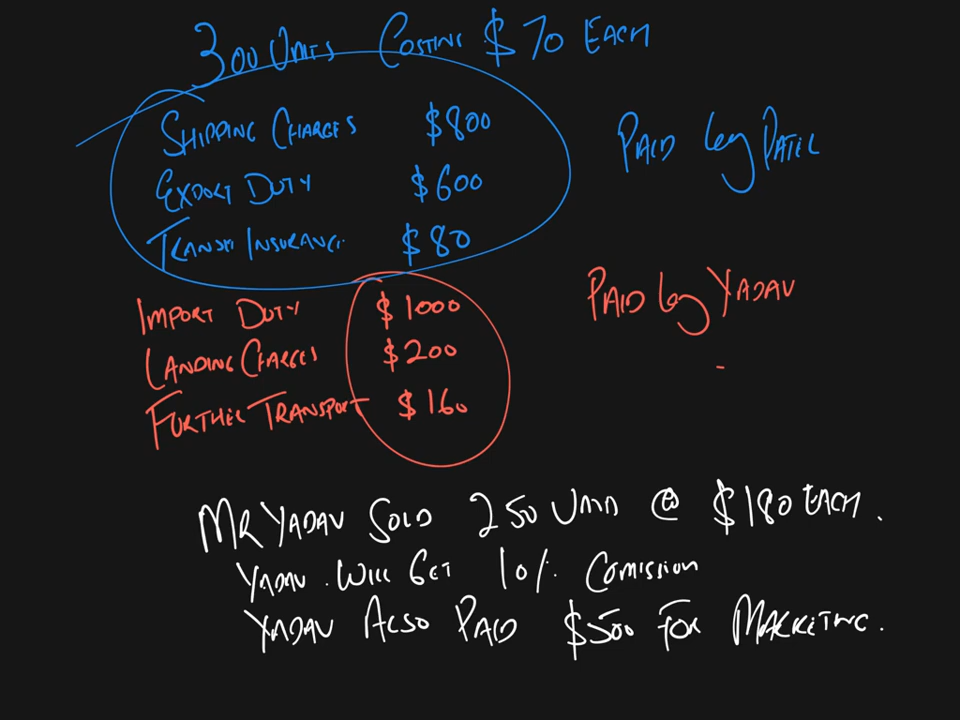 300 UNITS COSTING $70 EACH
SHIPPING CHARGES $800
EXPORT DUTY $600
TRANSIT INSURANCE $80
PAID by PATEL
IMPORT DUTY $1000
LANDING CHARGES $200
FURTHER TRANSPORT $160
PAID by YADAV
MR YADAV SOLD 250 UNITS @ $180 EACH.
YADAV. WILL GET 10%. COMISSION
YADAV ALSO PAID $500 FOR MARKETING.